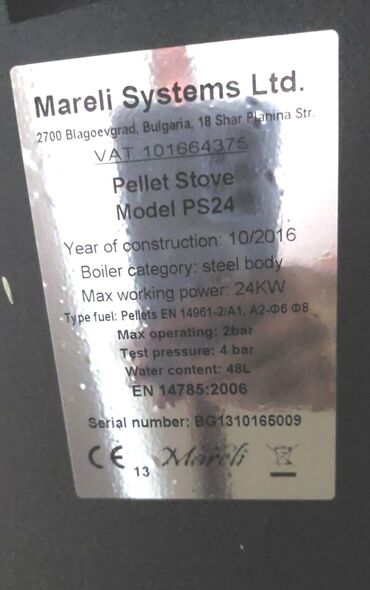 Mareli Systems Ltd.
2700 Blagoevgrad, Bulgaria, 18 Shar Planina Str.
VAT 101664375
Pellet Stove
Model PS24
Year of construction: 10/2016
Boiler category: steel body
Max working power: 24KW
Type fuel: Pellets EN 14961-2/A1, A2-Φ6 Φ8
Max operating: 2bar
Test pressure: 4 bar
Water content: 48L
EN 14785:2006
Serial number: BG1310165009
CE 13 Mareli